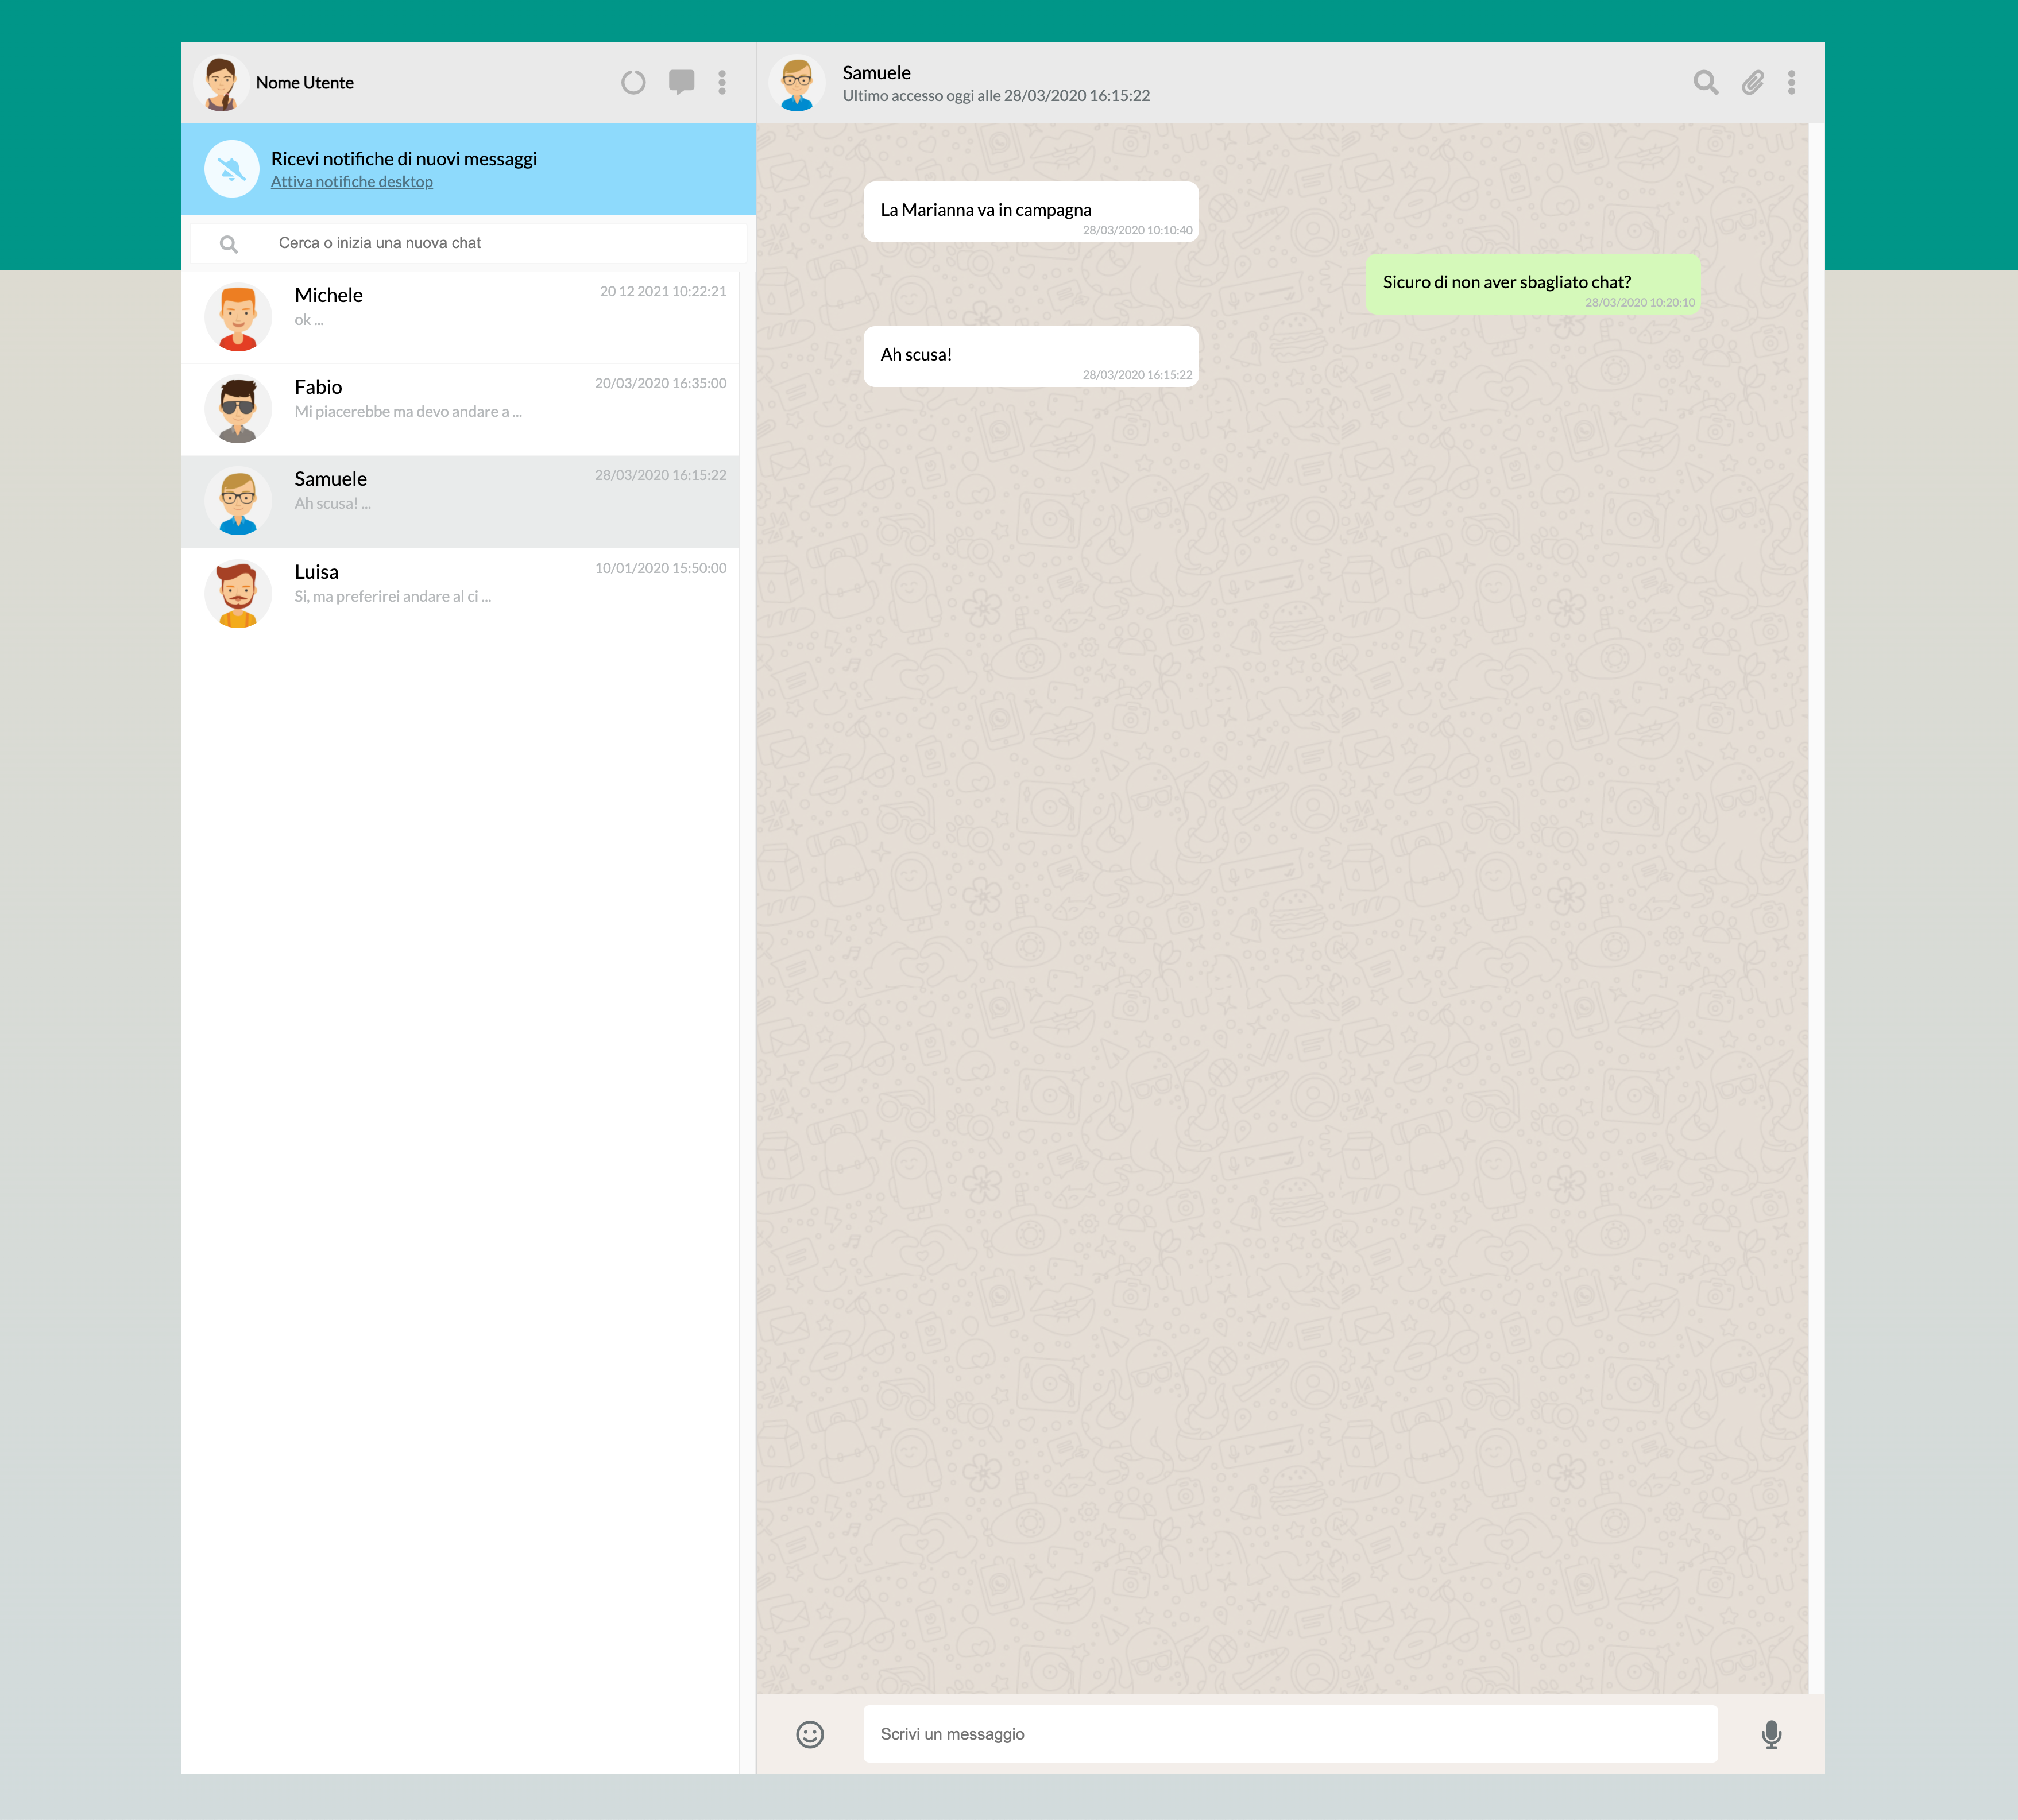 Nome Utente
Ricevi notifiche di nuovi messaggi
Attiva notifiche desktop
Cerca o inizia una nuova chat
Michele
20 12 2021 10:22:21
ok ...
Fabio
20/03/2020 16:35:00
Mi piacerebbe ma devo andare a ...
Samuele
28/03/2020 16:15:22
Ah scusa! ...
Luisa
10/01/2020 15:50:00
Si, ma preferirei andare al ci ...
Samuele
Ultimo accesso oggi alle 28/03/2020 16:15:22
La Marianna va in campagna
28/03/2020 10:10:40
Sicuro di non aver sbagliato chat?
28/03/2020 10:20:10
Ah scusa!
28/03/2020 16:15:22
Scrivi un messaggio